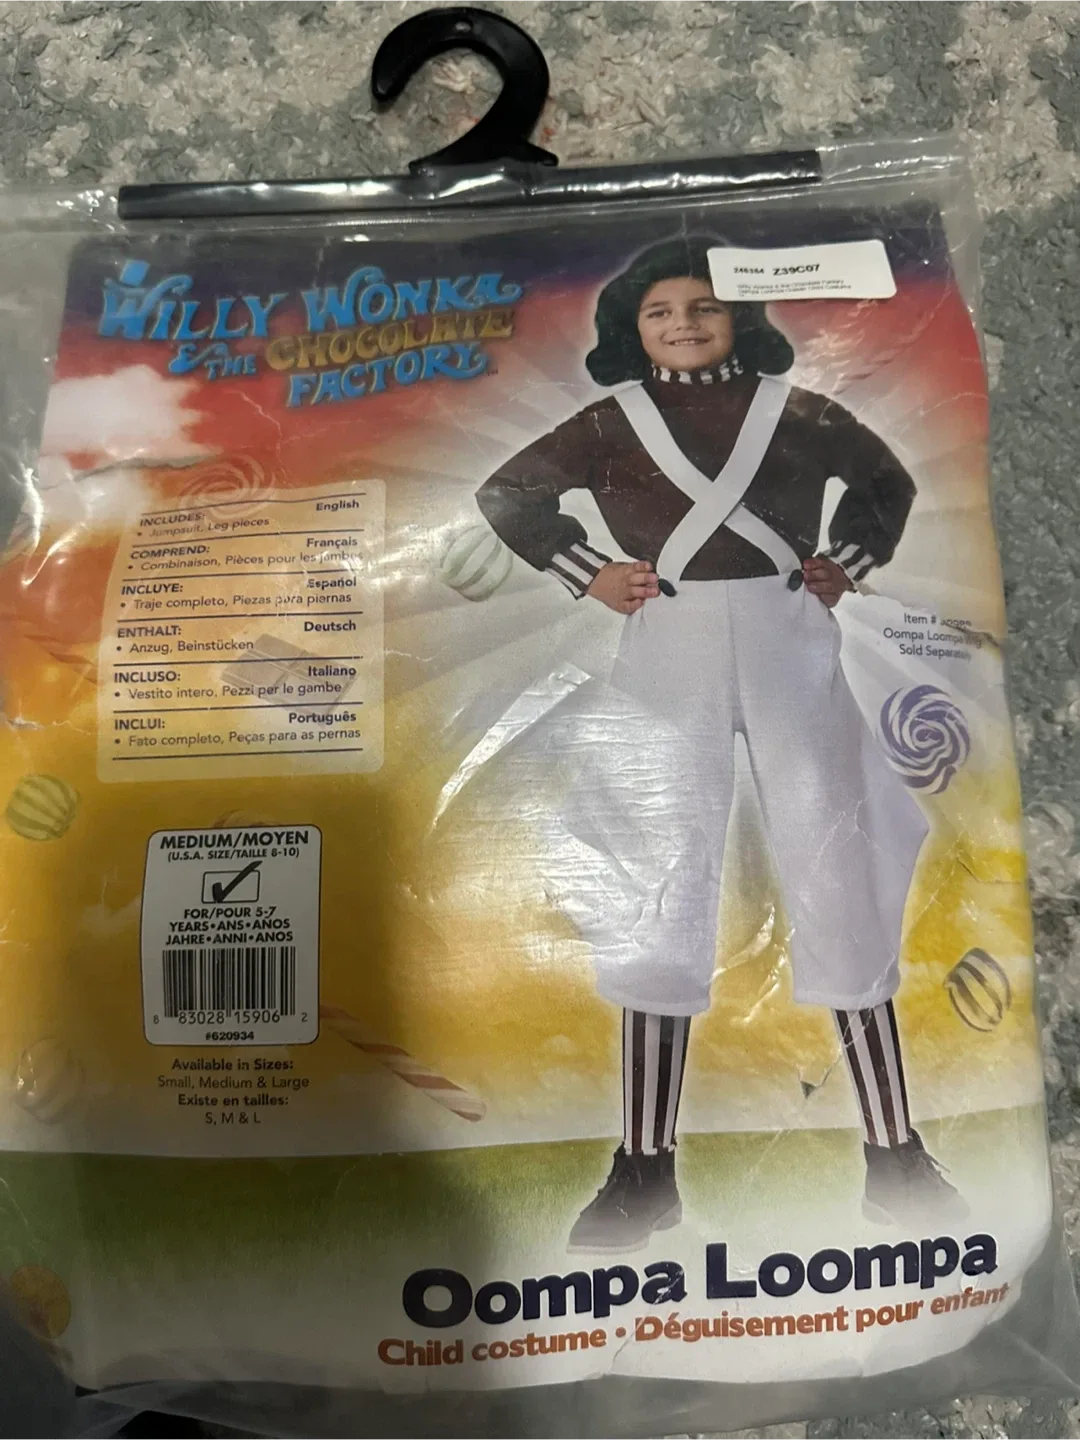 WILLY WONKA
& THE CHOCOLATE
FACTORY™
246364 Z39C07
English
INCLUDES:
• Jumpsuit, Leg pieces
Français
COMPREND:
• Combinaison, Pièces pour les jambes
Español
INCLUYE:
• Traje completo, Piezas para piernas
Deutsch
ENTHALT:
• Anzug, Beinstücken
Italiano
INCLUSO:
• Vestito intero, Pezzi per le gambe
Português
INCLUI:
• Fato completo, Peças para as pernas
Item #
Oompa Loompa Wig
Sold Separately
MEDIUM/MOYEN
(U.S.A. SIZE/TAILLE 8-10)
FOR/POUR 5-7
YEARS•ANS•AÑOS
JAHRE•ANNI•ANOS
8 83028 15906 2
#620934
Available in Sizes:
Small, Medium & Large
Existe en tailles:
S, M & L
Oompa Loompa
Child costume • Déguisement pour enfant